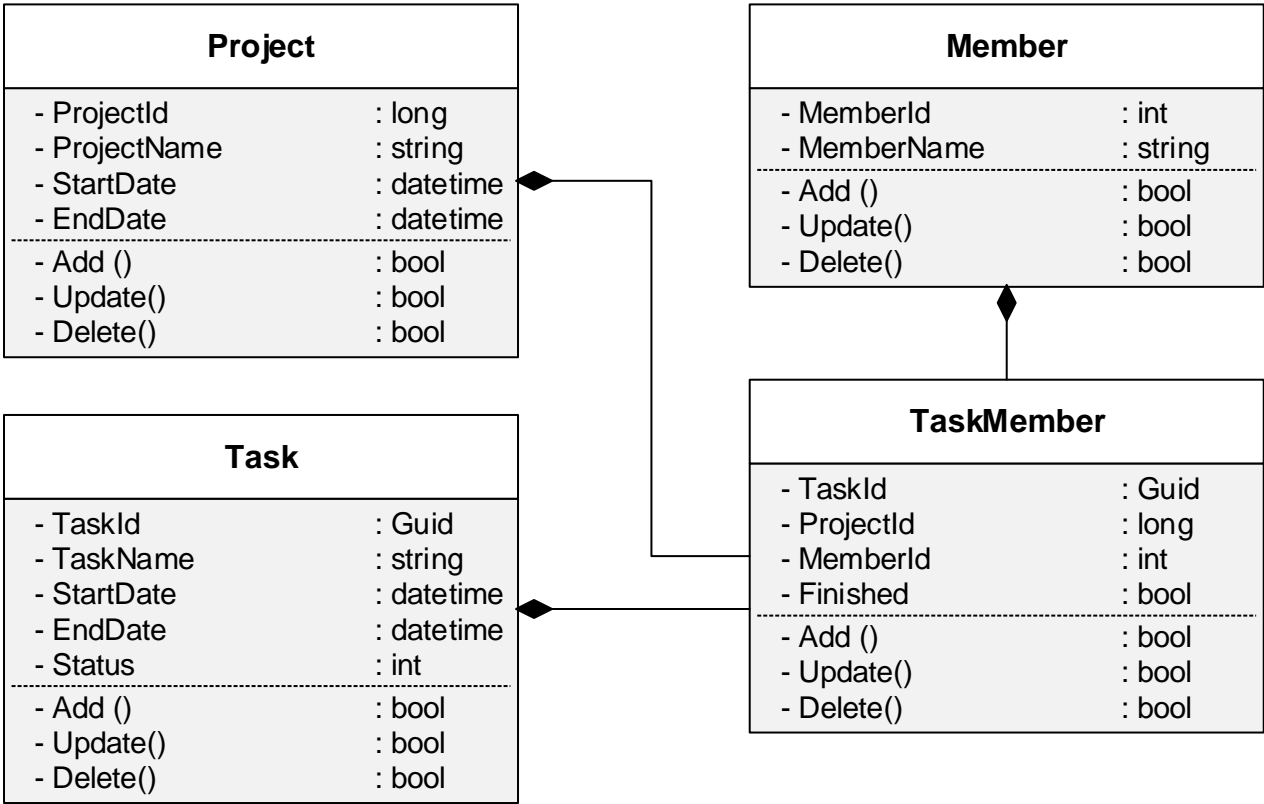 Project
- ProjectId : long
- ProjectName : string
- StartDate : datetime
- EndDate : datetime
- Add () : bool
- Update() : bool
- Delete() : bool
Member
- MemberId : int
- MemberName : string
- Add () : bool
- Update() : bool
- Delete() : bool
Task
- TaskId : Guid
- TaskName : string
- StartDate : datetime
- EndDate : datetime
- Status : int
- Add () : bool
- Update() : bool
- Delete() : bool
TaskMember
- TaskId : Guid
- ProjectId : long
- MemberId : int
- Finished : bool
- Add () : bool
- Update() : bool
- Delete() : bool